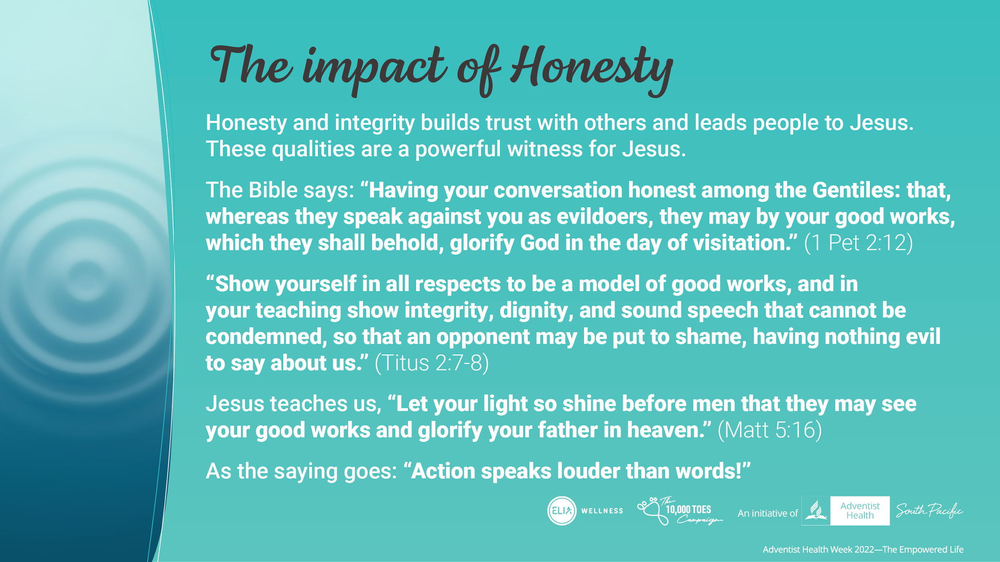 The impact of Honesty
Honesty and integrity builds trust with others and leads people to Jesus.
These qualities are a powerful witness for Jesus.
The Bible says: “Having your conversation honest among the Gentiles: that,
whereas they speak against you as evildoers, they may by your good works,
which they shall behold, glorify God in the day of visitation.” (1 Pet 2:12)
“Show yourself in all respects to be a model of good works, and in
your teaching show integrity, dignity, and sound speech that cannot be
condemned, so that an opponent may be put to shame, having nothing evil
to say about us.” (Titus 2:7-8)
Jesus teaches us, “Let your light so shine before men that they may see
your good works and glorify your father in heaven.” (Matt 5:16)
As the saying goes: “Action speaks louder than words!”
ELIA WELLNESS
The
10,000 TOES
Campaign
An initiative of
Adventist
Health
South Pacific
Adventist Health Week 2022—The Empowered Life